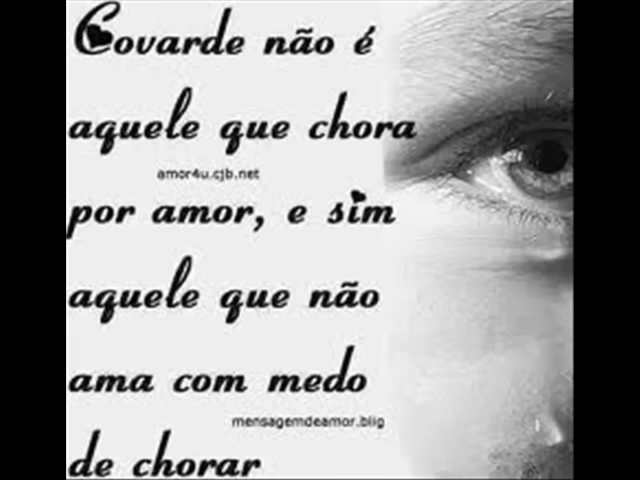 Covarde não é
aquele que chora
amor4u.cjb.net
por amor, e sim
aquele que não
ama com medo
mensagemdeamor.blig
de chorar